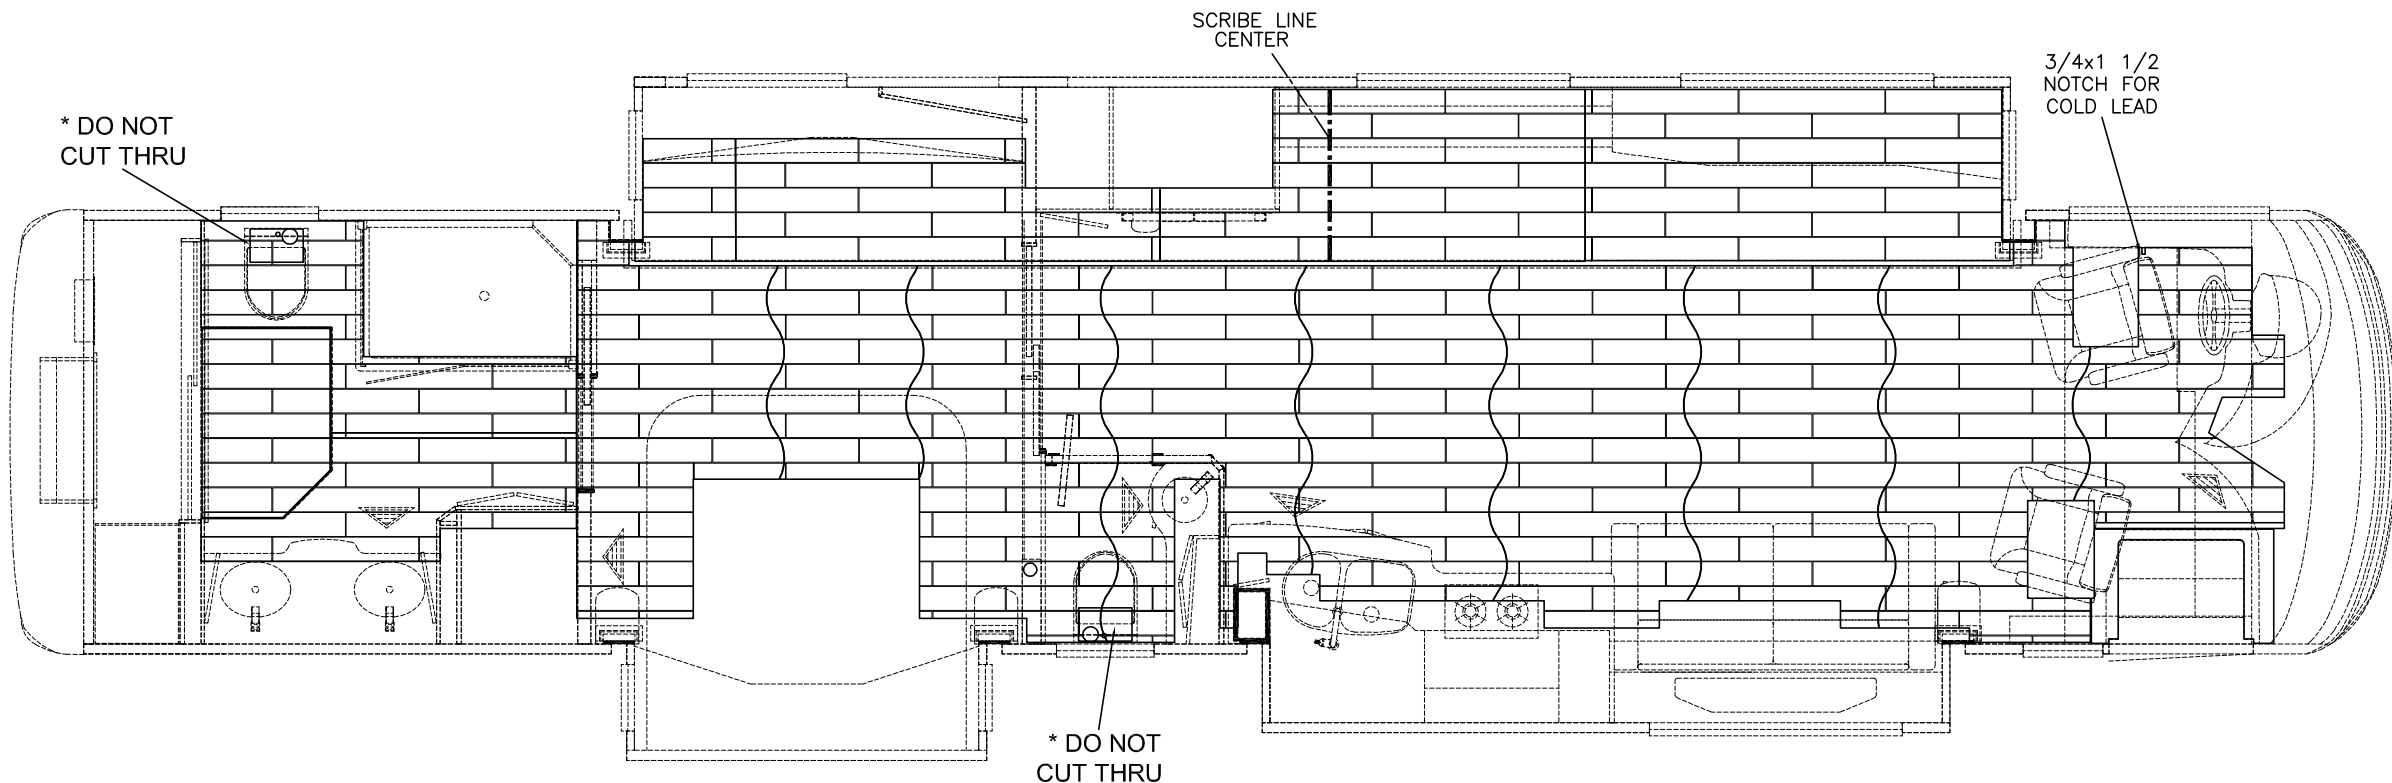 SCRIBE LINE
CENTER
3/4x1 1/2
NOTCH FOR
COLD LEAD
* DO NOT
CUT THRU
* DO NOT
CUT THRU